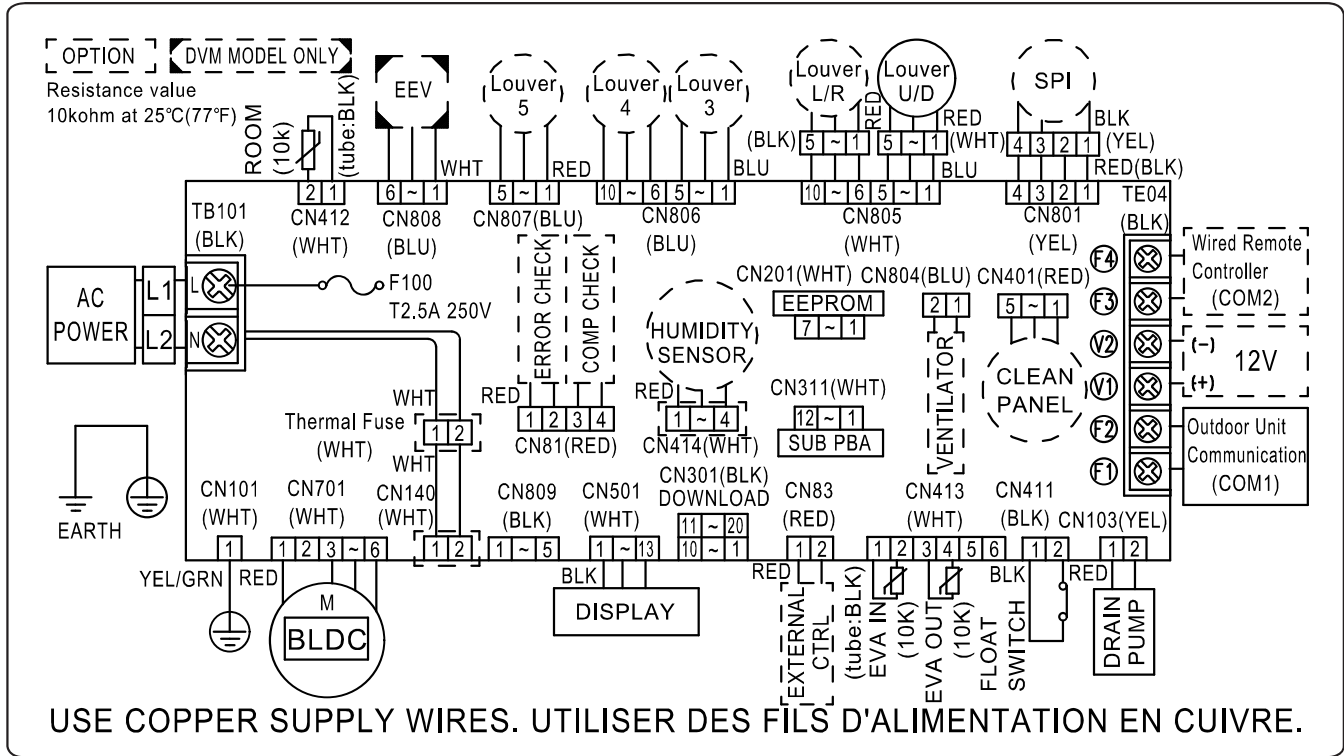 OPTION
DVM MODEL ONLY
Resistance value
10kohm at 25°C(77°F)
ROOM
(10k)
(tube:BLK)
EEV
Louver
5
Louver
4
Louver
3
Louver
L/R
Louver
U/D
SPI
RED
RED
BLK
(BLK) 5 ~ 1
5 ~ 1 (WHT)
4 3 2 1 (YEL)
WHT
RED
BLU
BLU
RED(BLK)
2 1
6 ~ 1
5 ~ 1
10 ~ 6 5 ~ 1
10 ~ 6 5 ~ 1
4 3 2 1
CN412
(WHT)
CN808
(BLU)
CN807(BLU)
CN806
(BLU)
CN805
(WHT)
CN801
(YEL)
TE04
(BLK)
TB101
(BLK)
AC
POWER
L1
L2
L
N
F100
T2.5A 250V
ERROR CHECK
COMP CHECK
RED
1 2 3 4
CN81(RED)
HUMIDITY
SENSOR
RED
1 ~ 4
CN414(WHT)
CN201(WHT)
EEPROM
7 ~ 1
CN311(WHT)
12 ~ 1
SUB PBA
CN804(BLU)
2 1
VENTILATOR
CN401(RED)
5 ~ 1
CLEAN
PANEL
F4
F3
V2
V1
F2
F1
Wired Remote
Controller
(COM2)
(-)
12V
(+)
Outdoor Unit
Communication
(COM1)
WHT
Thermal Fuse
(WHT)
1 2
WHT
EARTH
CN101
(WHT)
1
YEL/GRN
CN701
(WHT)
1 2 3 ~ 6
RED
M
BLDC
CN140
(WHT)
1 2
CN809
(BLK)
1 ~ 5
CN501
(WHT)
1 ~ 13
BLK
DISPLAY
CN301(BLK)
DOWNLOAD
11 ~ 20
10 ~ 1
CN83
(RED)
1 2
RED
EXTERNAL
CTRL
CN413
(WHT)
1 2 3 4 5 6
(tube:BLK)
EVA IN
(10K)
EVA OUT
(10K)
CN411
(BLK)
1 2
BLK
FLOAT
SWITCH
CN103(YEL)
1 2
RED
DRAIN
PUMP
USE COPPER SUPPLY WIRES. UTILISER DES FILS D'ALIMENTATION EN CUIVRE.